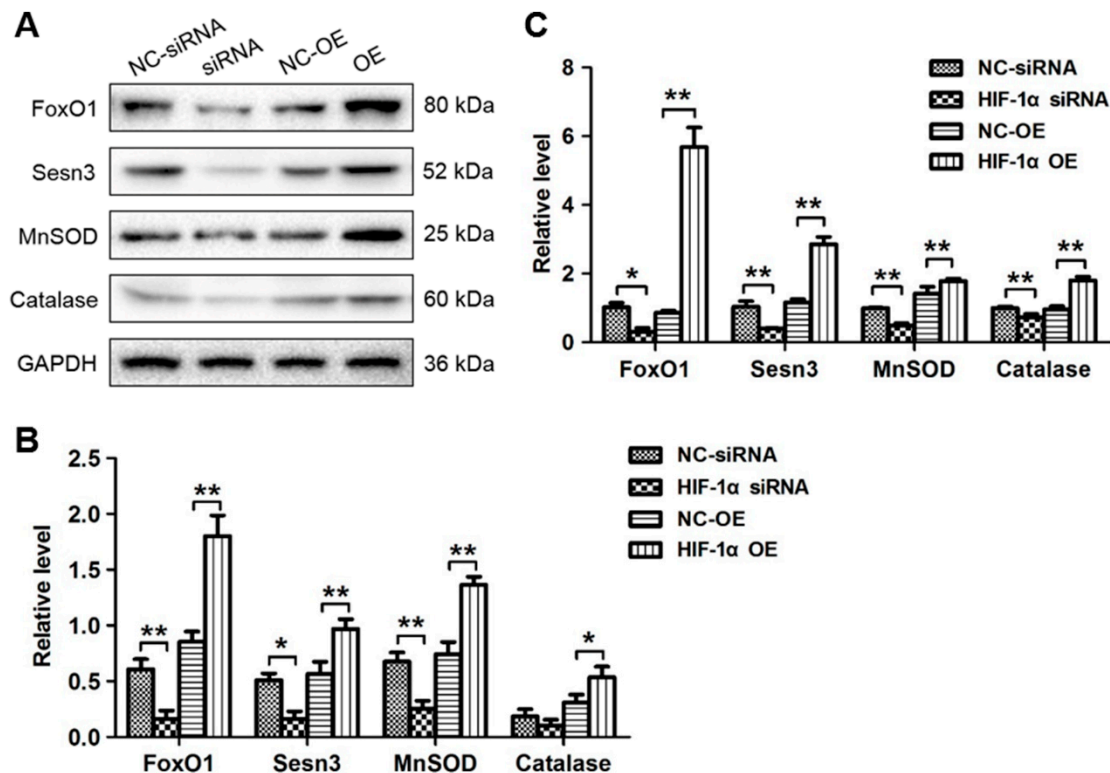 A
NC-siRNA siRNA NC-OE OE
FoxO1 80 kDa
Sesn3 52 kDa
MnSOD 25 kDa
Catalase 60 kDa
GAPDH 36 kDa
C
NC-siRNA
HIF-1α siRNA
NC-OE
HIF-1α OE
Relative level
8
6
4
2
0
**
*
**
**
**
**
**
**
FoxO1 Sesn3 MnSOD Catalase
B
NC-siRNA
HIF-1α siRNA
NC-OE
HIF-1α OE
Relative level
2.5
2.0
1.5
1.0
0.5
0.0
**
**
*
**
**
**
*
FoxO1 Sesn3 MnSOD Catalase